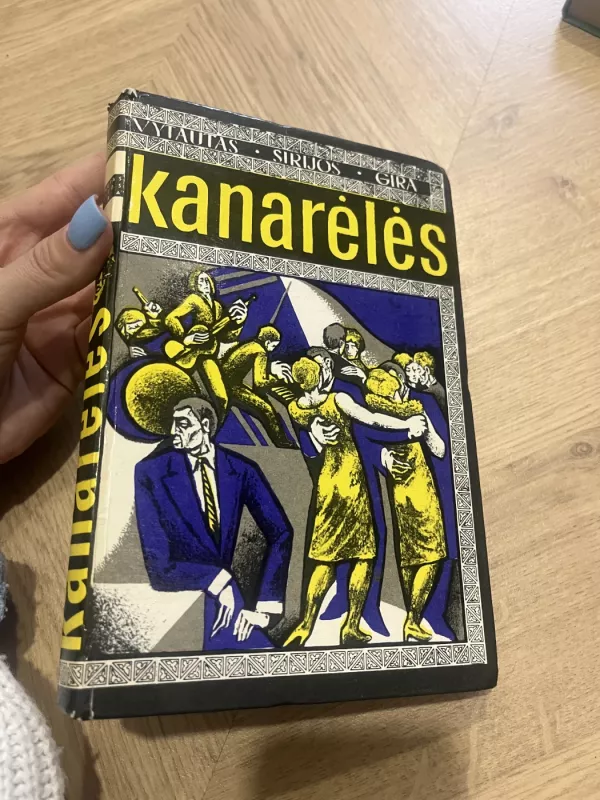 VYTAUTAS • SIRIJOS • GIRA
kanarėlės
kanarėlės